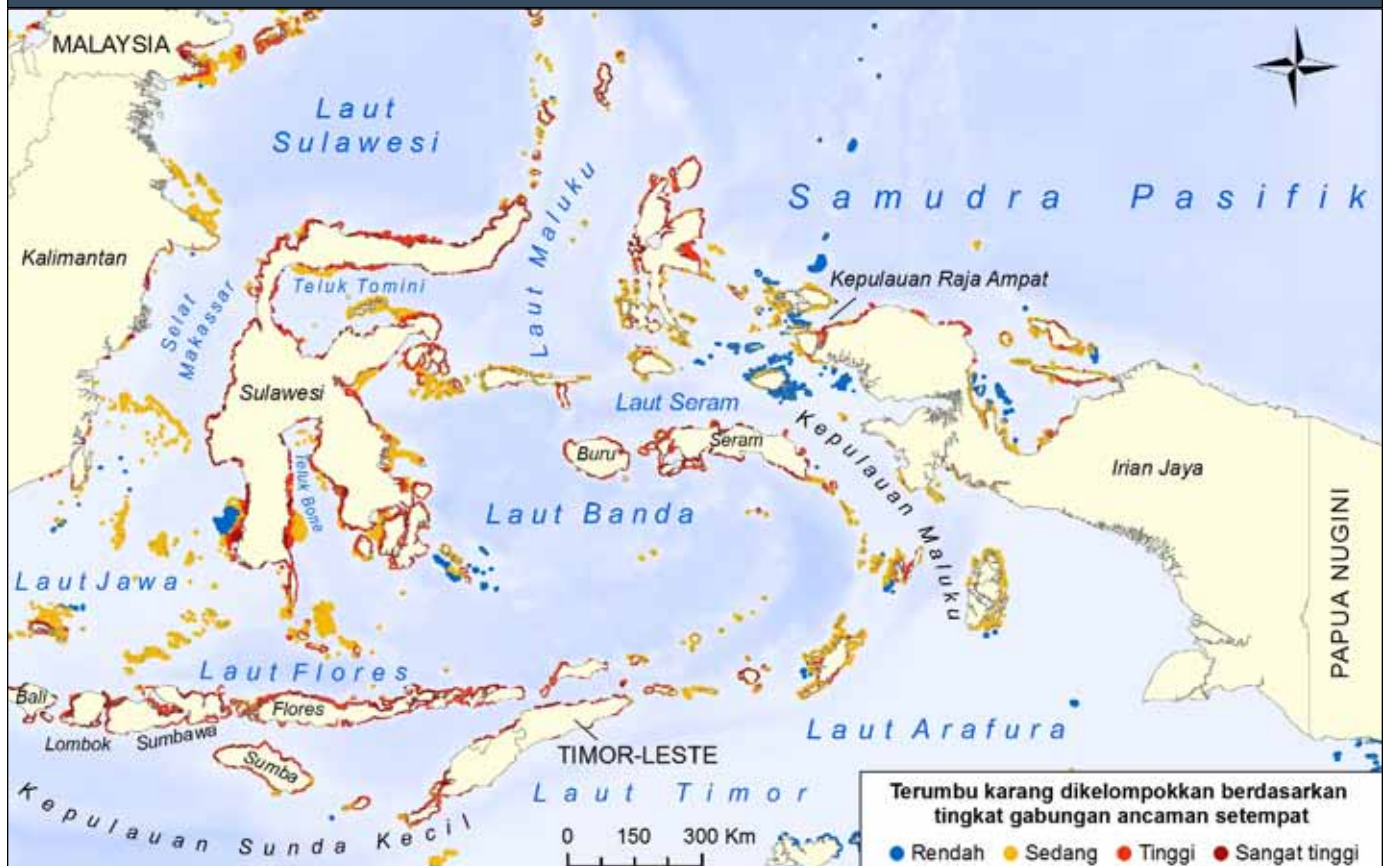 MALAYSIA
Laut
Sulawesi
Kalimantan
Selat
Makassar
Teluk Tomini
Laut Maluku
Samudra Pasifik
Kepulauan Raja Ampat
Sulawesi
Laut Seram
Buru
Seram
Kepulauan Maluku
Irian Jaya
PAPUA NUGINI
Teluk Bone
Laut Banda
Laut Jawa
Laut Flores
Bali
Lombok
Sumbawa
Flores
Sumba
TIMOR-LESTE
Laut Arafura
Laut Timor
Kepulauan Sunda Kecil
0 150 300 Km
Terumbu karang dikelompokkan berdasarkan
tingkat gabungan ancaman setempat
Rendah Sedang Tinggi Sangat tinggi